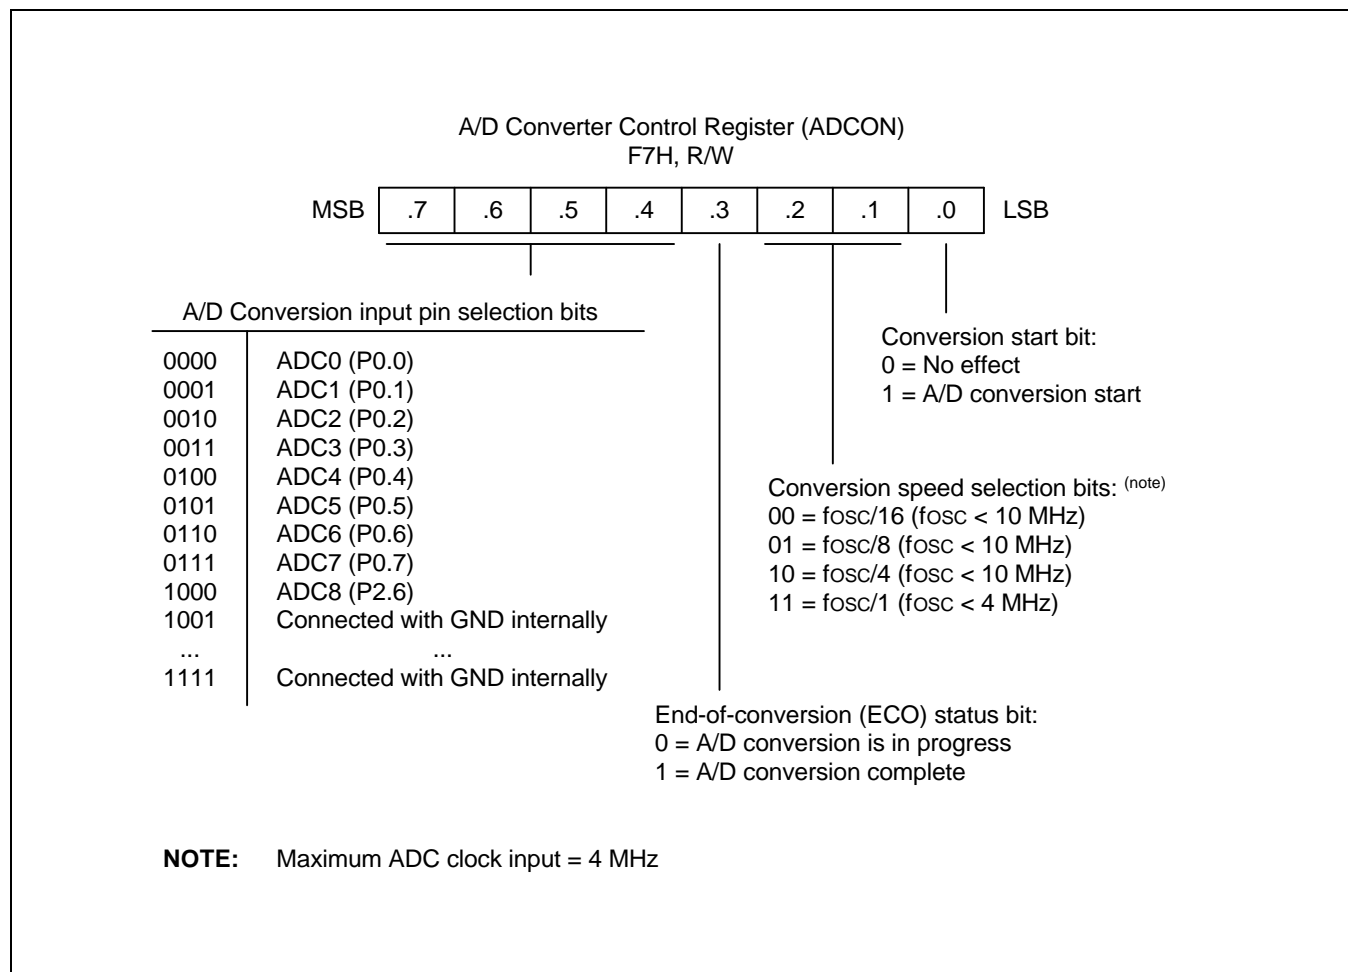 A/D Converter Control Register (ADCON)
F7H, R/W
MSB .7 .6 .5 .4 .3 .2 .1 .0 LSB
A/D Conversion input pin selection bits
0000 ADC0 (P0.0)
0001 ADC1 (P0.1)
0010 ADC2 (P0.2)
0011 ADC3 (P0.3)
0100 ADC4 (P0.4)
0101 ADC5 (P0.5)
0110 ADC6 (P0.6)
0111 ADC7 (P0.7)
1000 ADC8 (P2.6)
1001 Connected with GND internally
... ...
1111 Connected with GND internally
Conversion start bit:
0 = No effect
1 = A/D conversion start
Conversion speed selection bits: (note)
00 = fOSC/16 (fOSC < 10 MHz)
01 = fOSC/8 (fOSC < 10 MHz)
10 = fOSC/4 (fOSC < 10 MHz)
11 = fOSC/1 (fOSC < 4 MHz)
End-of-conversion (ECO) status bit:
0 = A/D conversion is in progress
1 = A/D conversion complete
NOTE: Maximum ADC clock input = 4 MHz